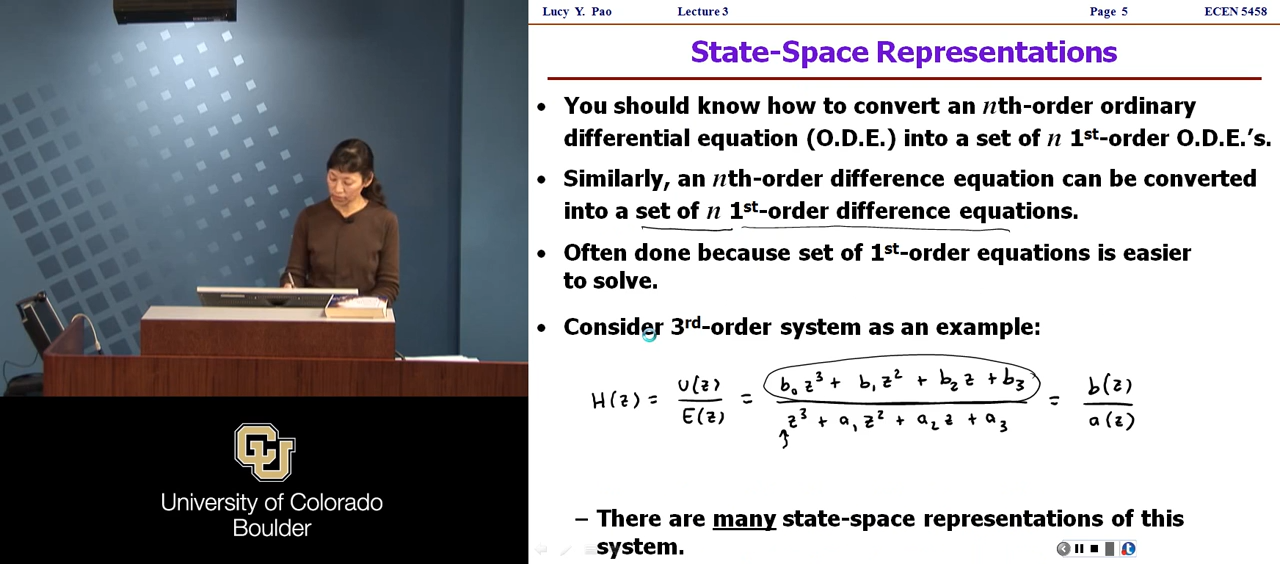 Lucy Y. Pao Lecture 3 Page 5 ECEN 5458
State-Space Representations
• You should know how to convert an nth-order ordinary
differential equation (O.D.E.) into a set of n 1st-order O.D.E.'s.
• Similarly, an nth-order difference equation can be converted
into a set of n 1st-order difference equations.
• Often done because set of 1st-order equations is easier
to solve.
• Consider 3rd-order system as an example:
H(z) = U(z)/E(z) = (b₀z³ + b₁z² + b₂z + b₃)/(z³ + a₁z² + a₂z + a₃) = b(z)/a(z)
– There are many state-space representations of this
system.
CU
University of Colorado
Boulder